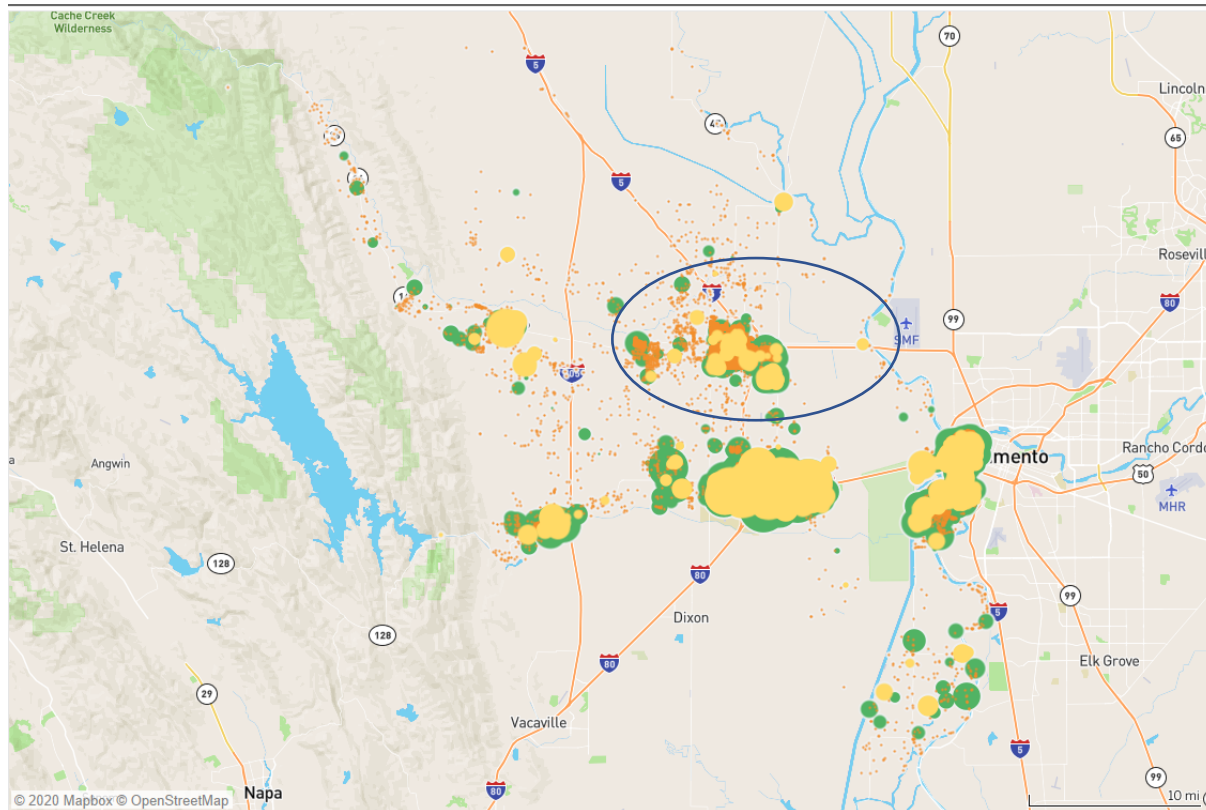 Cache Creek
Wilderness
70
5
Lincoln
65
5
Roseville
80
99
SMF
Rancho Cordo
50
MHR
mento
Angwin
a
St. Helena
128
128
80
Dixon
99
5
Elk Grove
80
29
Vacaville
5
99
80
Napa
© 2020 Mapbox © OpenStreetMap
10 mi